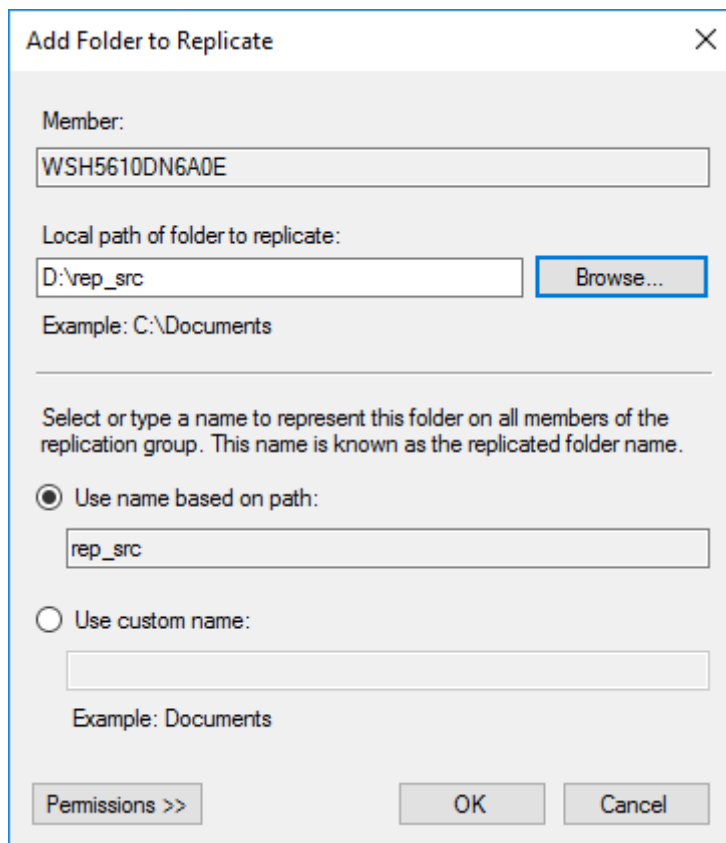 Add Folder to Replicate
Member:
WSH5610DN6A0E
Local path of folder to replicate:
D:\rep_src
Browse...
Example: C:\Documents
Select or type a name to represent this folder on all members of the
replication group. This name is known as the replicated folder name.
Use name based on path:
rep_src
Use custom name:
Example: Documents
Permissions >>
OK
Cancel